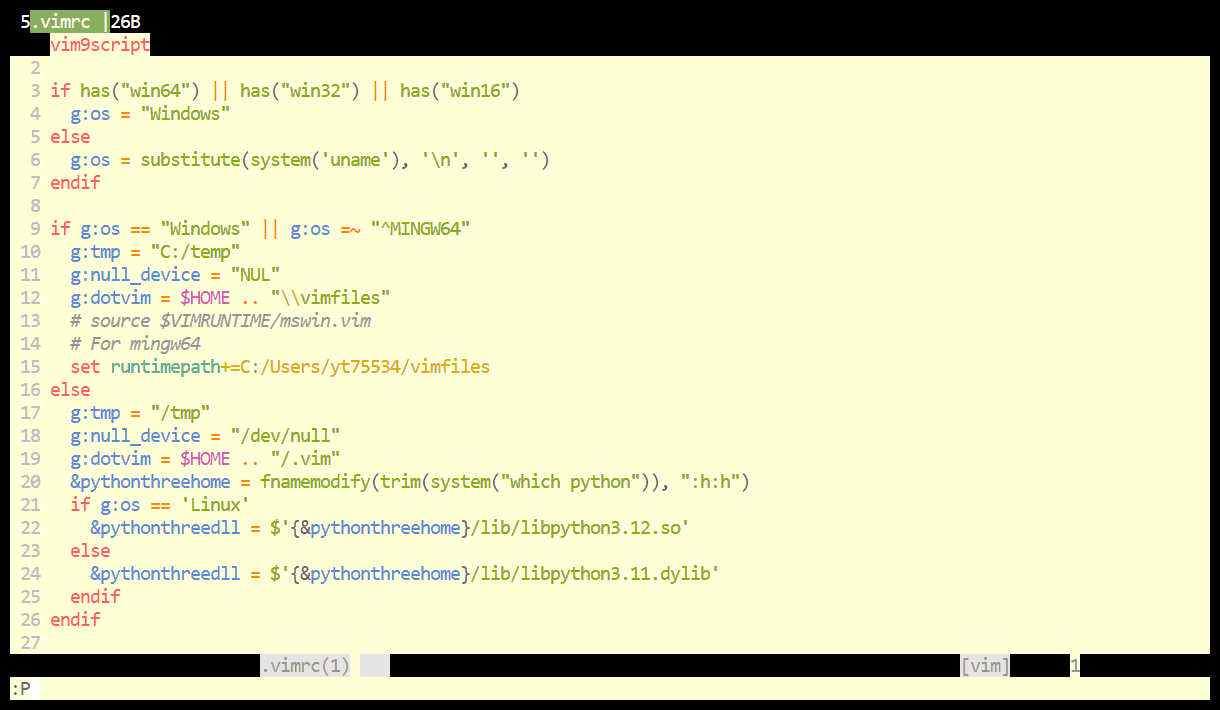 5.vimrc |26B
vim9script
2
3 if has("win64") || has("win32") || has("win16")
4   g:os = "Windows"
5 else
6   g:os = substitute(system('uname'), '\n', '', '')
7 endif
8
9 if g:os == "Windows" || g:os =~ "^MINGW64"
10   g:tmp = "C:/temp"
11   g:null_device = "NUL"
12   g:dotvim = $HOME .. "\\vimfiles"
13   # source $VIMRUNTIME/mswin.vim
14   # For mingw64
15   set runtimepath+=C:/Users/yt75534/vimfiles
16 else
17   g:tmp = "/tmp"
18   g:null_device = "/dev/null"
19   g:dotvim = $HOME .. "/.vim"
20   &pythonthreehome = fnamemodify(trim(system("which python")), ":h:h")
21   if g:os == 'Linux'
22     &pythonthreedll = $'{&pythonthreehome}/lib/libpython3.12.so'
23   else
24     &pythonthreedll = $'{&pythonthreehome}/lib/libpython3.11.dylib'
25   endif
26 endif
27
.vimrc(1) [vim] 1
:P